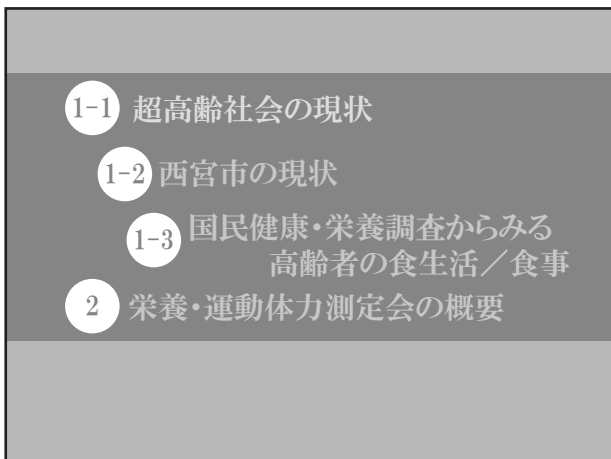 1-1 超高齢社会の現状
1-2 西宮市の現状
1-3 国民健康・栄養調査からみる
高齢者の食生活／食事
2 栄養・運動体力測定会の概要